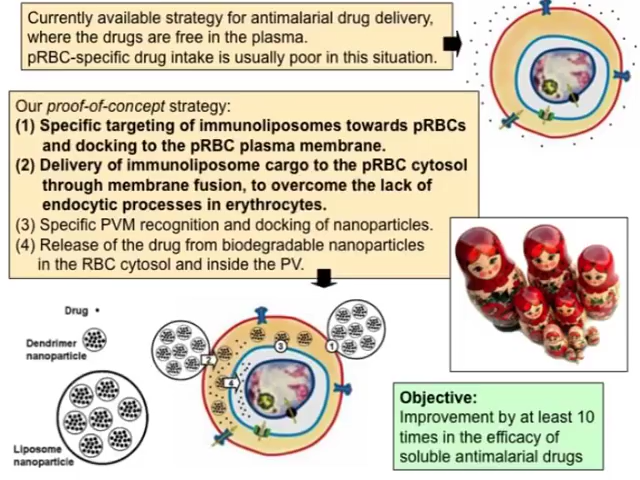 Currently available strategy for antimalarial drug delivery,
where the drugs are free in the plasma.
pRBC-specific drug intake is usually poor in this situation.
Our proof-of-concept strategy:
(1) Specific targeting of immunoliposomes towards pRBCs
and docking to the pRBC plasma membrane.
(2) Delivery of immunoliposome cargo to the pRBC cytosol
through membrane fusion, to overcome the lack of
endocytic processes in erythrocytes.
(3) Specific PVM recognition and docking of nanoparticles.
(4) Release of the drug from biodegradable nanoparticles
in the RBC cytosol and inside the PV.
Drug
Dendrimer
nanoparticle
Liposome
nanoparticle
2
3
1
4
Objective:
Improvement by at least 10
times in the efficacy of
soluble antimalarial drugs